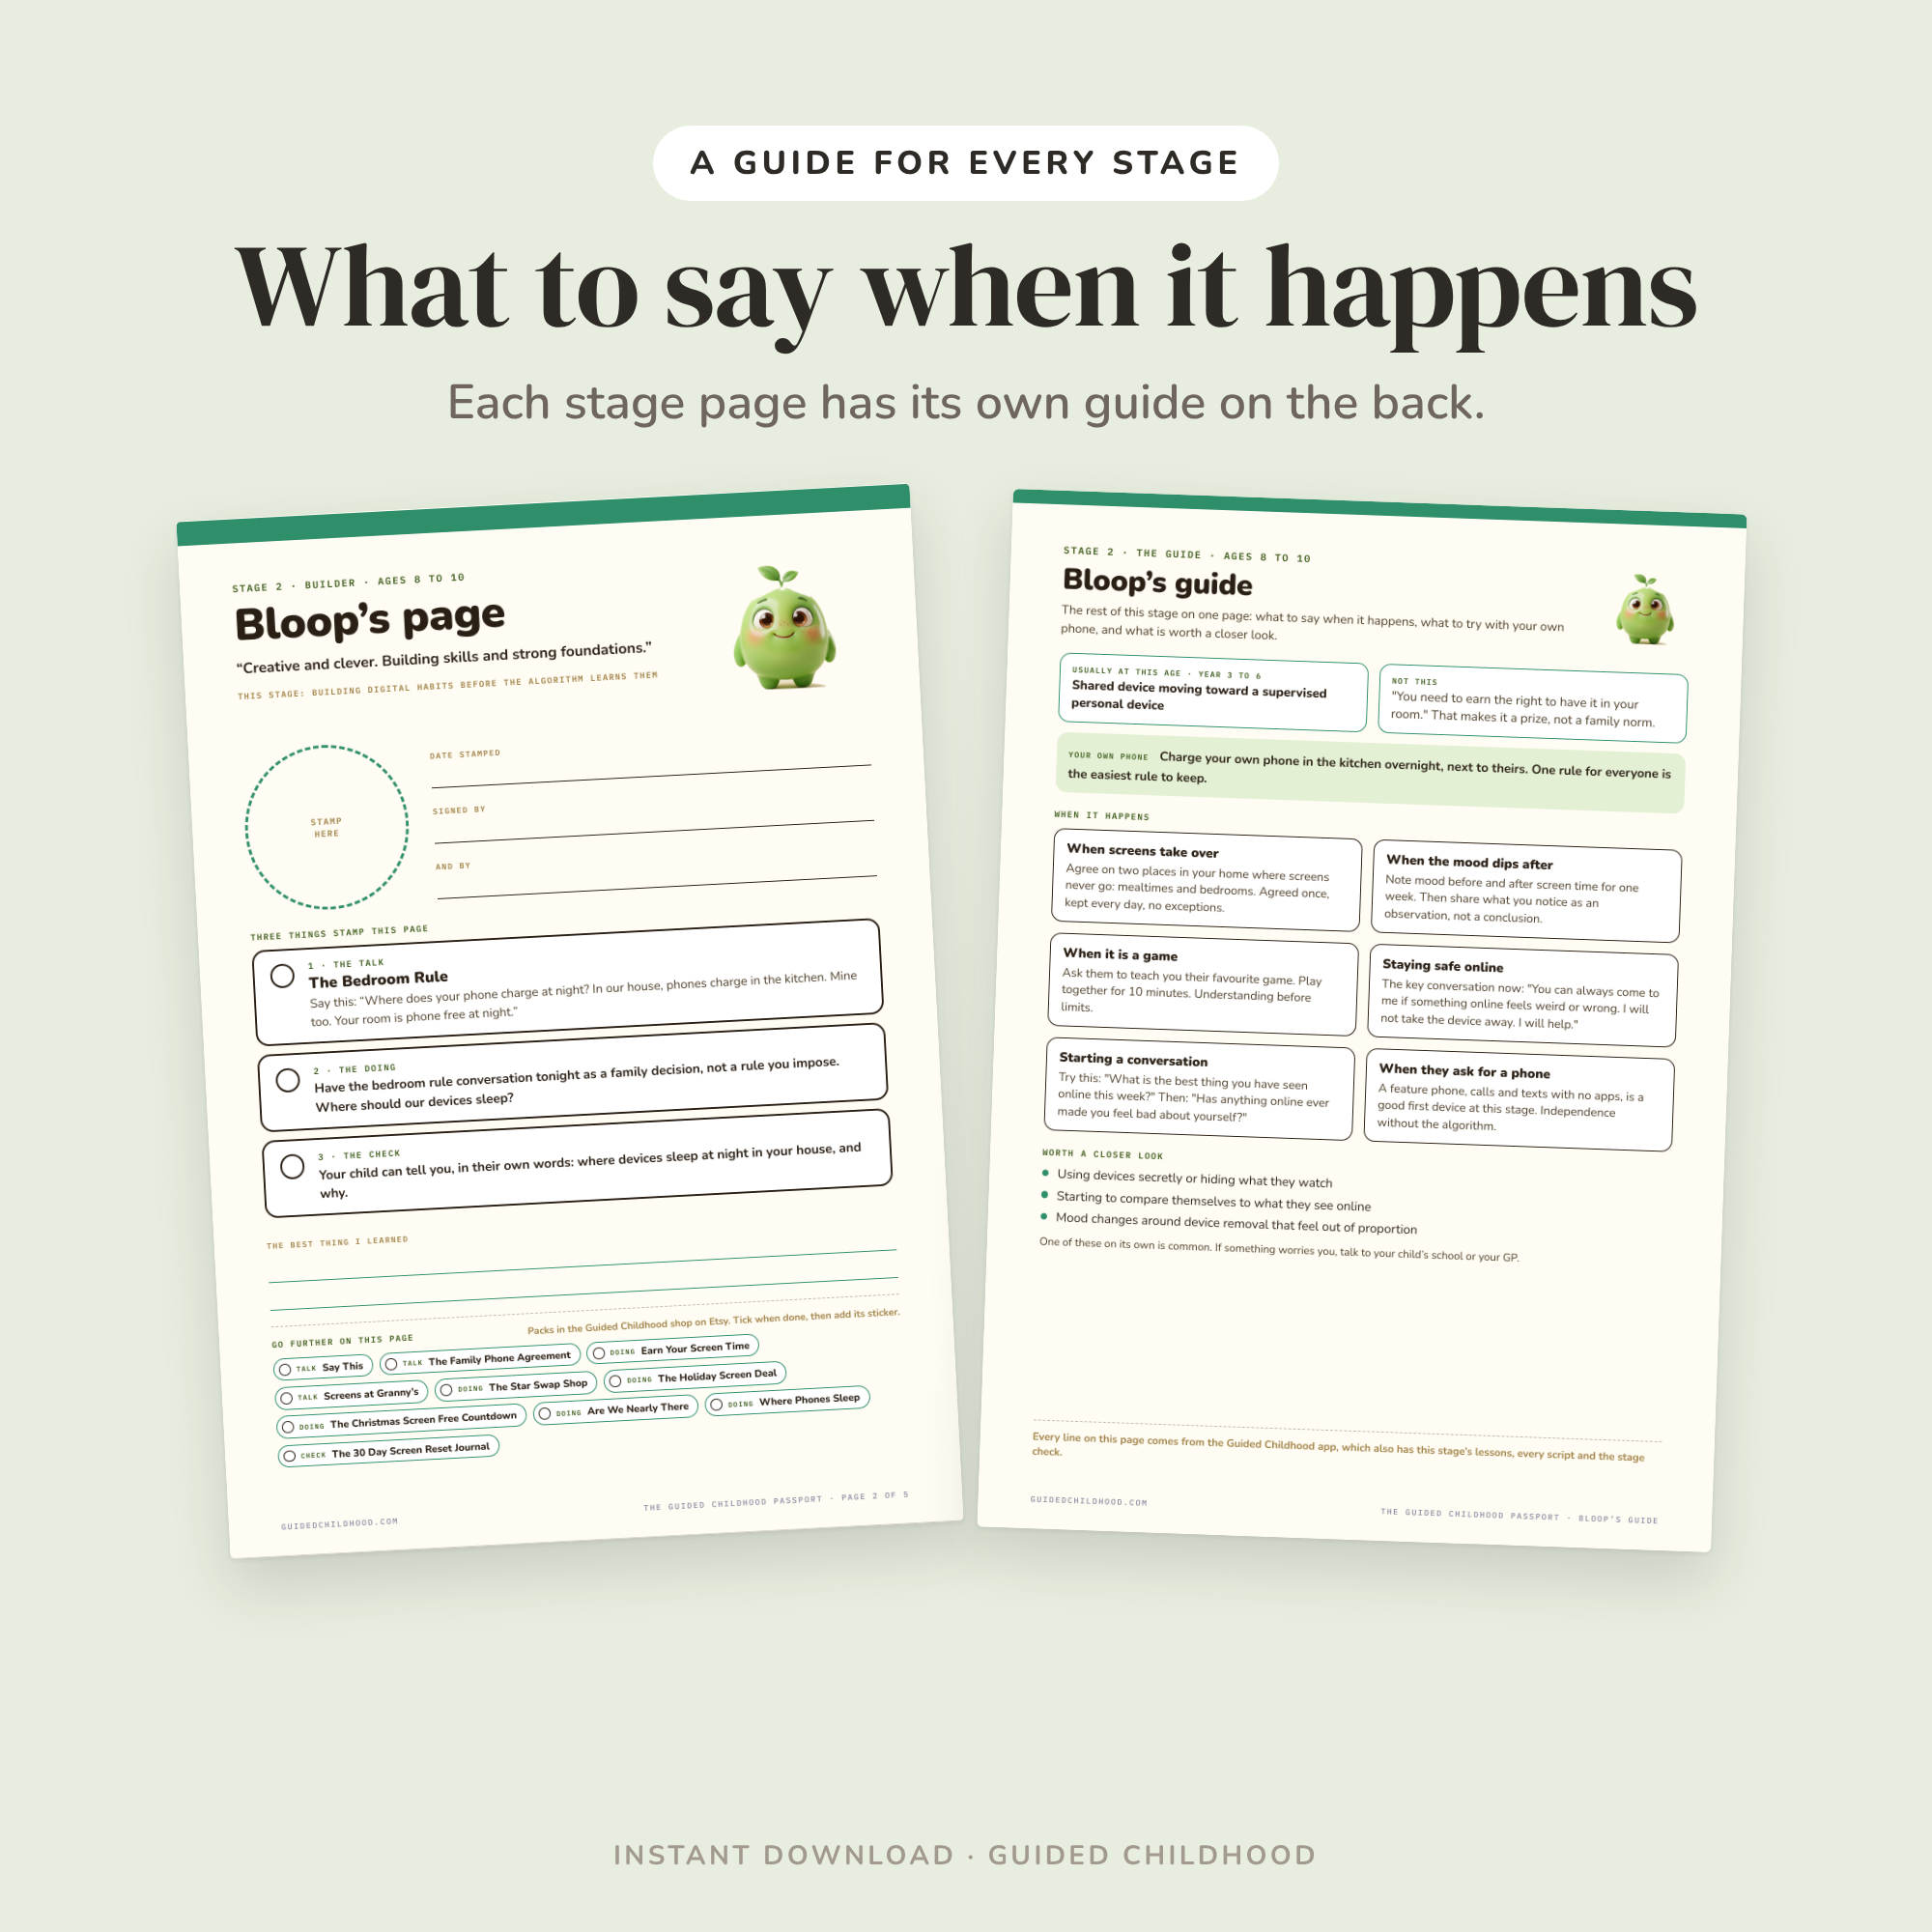 A GUIDE FOR EVERY STAGE
What to say when it happens
Each stage page has its own guide on the back.
STAGE 2 · BUILDER · AGES 8 TO 10
Bloop’s page
“Creative and clever. Building skills and strong foundations.”
THIS STAGE: BUILDING DIGITAL HABITS BEFORE THE ALGORITHM LEARNS THEM
STAMP
HERE
DATE STAMPED
SIGNED BY
AND BY
THREE THINGS STAMP THIS PAGE
1 · THE TALK
The Bedroom Rule
Say this: “Where does your phone charge at night? In our house, phones charge in the kitchen. Mine
too. Your room is phone free at night.”
2 · THE DOING
Have the bedroom rule conversation tonight as a family decision, not a rule you impose.
Where should our devices sleep?
3 · THE CHECK
Your child can tell you, in their own words: where devices sleep at night in your house, and
why.
THE BEST THING I LEARNED
GO FURTHER ON THIS PAGE
Packs in the Guided Childhood shop on Etsy. Tick when done, then add its sticker.
TALK Say This
TALK The Family Phone Agreement
DOING Earn Your Screen Time
TALK Screens at Granny’s
DOING The Star Swap Shop
DOING The Holiday Screen Deal
DOING The Christmas Screen Free Countdown
DOING Are We Nearly There
DOING Where Phones Sleep
CHECK The 30 Day Screen Reset Journal
GUIDEDCHILDHOOD.COM
THE GUIDED CHILDHOOD PASSPORT · PAGE 2 OF 5
STAGE 2 · THE GUIDE · AGES 8 TO 10
Bloop’s guide
The rest of this stage on one page: what to say when it happens, what to try with your own
phone, and what is worth a closer look.
USUALLY AT THIS AGE · YEAR 3 TO 6
Shared device moving toward a supervised
personal device
NOT THIS
"You need to earn the right to have it in your
room." That makes it a prize, not a family norm.
YOUR OWN PHONE Charge your own phone in the kitchen overnight, next to theirs. One rule for everyone is
the easiest rule to keep.
WHEN IT HAPPENS
When screens take over
Agree on two places in your home where screens
never go: mealtimes and bedrooms. Agreed once,
kept every day, no exceptions.
When the mood dips after
Note mood before and after screen time for one
week. Then share what you notice as an
observation, not a conclusion.
When it is a game
Ask them to teach you their favourite game. Play
together for 10 minutes. Understanding before
limits.
Staying safe online
The key conversation now: "You can always come to
me if something online feels weird or wrong. I will
not take the device away. I will help."
Starting a conversation
Try this: "What is the best thing you have seen
online this week?" Then: "Has anything online ever
made you feel bad about yourself?"
When they ask for a phone
A feature phone, calls and texts with no apps, is a
good first device at this stage. Independence
without the algorithm.
WORTH A CLOSER LOOK
Using devices secretly or hiding what they watch
Starting to compare themselves to what they see online
Mood changes around device removal that feel out of proportion
One of these on its own is common. If something worries you, talk to your child’s school or your GP.
Every line on this page comes from the Guided Childhood app, which also has this stage’s lessons, every script and the stage
check.
GUIDEDCHILDHOOD.COM
THE GUIDED CHILDHOOD PASSPORT · BLOOP’S GUIDE
INSTANT DOWNLOAD · GUIDED CHILDHOOD